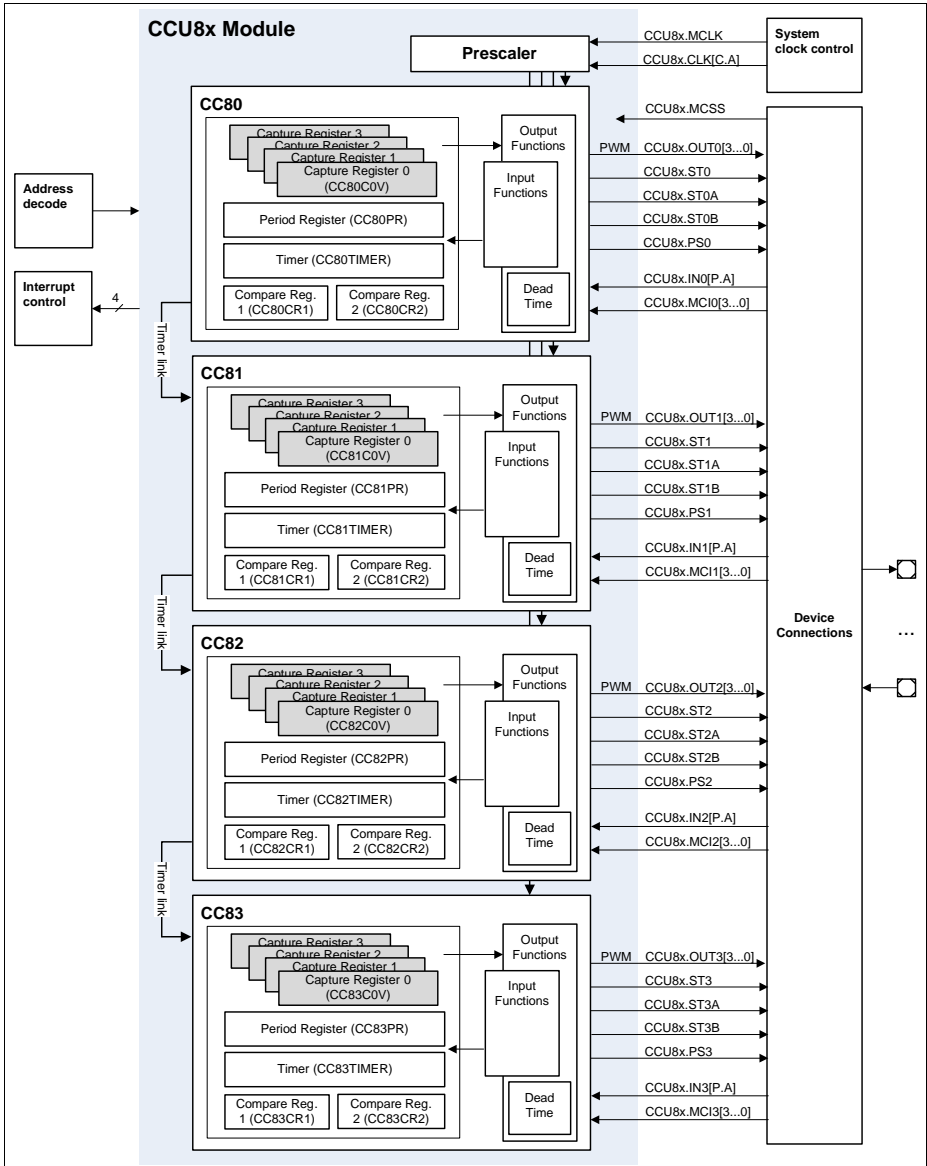 CCU8x Module
Prescaler
CCU8x.MCLK
CCU8x.CLK[C.A]
System
clock control
Address
decode
Interrupt
control
4
CC80
Capture Register 3
Capture Register 2
Capture Register 1
Capture Register 0
(CC80C0V)
Period Register (CC80PR)
Timer (CC80TIMER)
Compare Reg.
1 (CC80CR1)
Compare Reg.
2 (CC80CR2)
Output
Functions
Input
Functions
Dead
Time
CCU8x.MCSS
PWM
CCU8x.OUT0[3...0]
CCU8x.ST0
CCU8x.ST0A
CCU8x.ST0B
CCU8x.PS0
CCU8x.IN0[P.A]
CCU8x.MCI0[3...0]
Timer link
CC81
Capture Register 3
Capture Register 2
Capture Register 1
Capture Register 0
(CC81C0V)
Period Register (CC81PR)
Timer (CC81TIMER)
Compare Reg.
1 (CC81CR1)
Compare Reg.
2 (CC81CR2)
Output
Functions
Input
Functions
Dead
Time
PWM
CCU8x.OUT1[3...0]
CCU8x.ST1
CCU8x.ST1A
CCU8x.ST1B
CCU8x.PS1
CCU8x.IN1[P.A]
CCU8x.MCI1[3...0]
Timer link
Device
Connections
...
CC82
Capture Register 3
Capture Register 2
Capture Register 1
Capture Register 0
(CC82C0V)
Period Register (CC82PR)
Timer (CC82TIMER)
Compare Reg.
1 (CC82CR1)
Compare Reg.
2 (CC82CR2)
Output
Functions
Input
Functions
Dead
Time
PWM
CCU8x.OUT2[3...0]
CCU8x.ST2
CCU8x.ST2A
CCU8x.ST2B
CCU8x.PS2
CCU8x.IN2[P.A]
CCU8x.MCI2[3...0]
Timer link
CC83
Capture Register 3
Capture Register 2
Capture Register 1
Capture Register 0
(CC83C0V)
Period Register (CC83PR)
Timer (CC83TIMER)
Compare Reg.
1 (CC83CR1)
Compare Reg.
2 (CC83CR2)
Output
Functions
Input
Functions
Dead
Time
PWM
CCU8x.OUT3[3...0]
CCU8x.ST3
CCU8x.ST3A
CCU8x.ST3B
CCU8x.PS3
CCU8x.IN3[P.A]
CCU8x.MCI3[3...0]